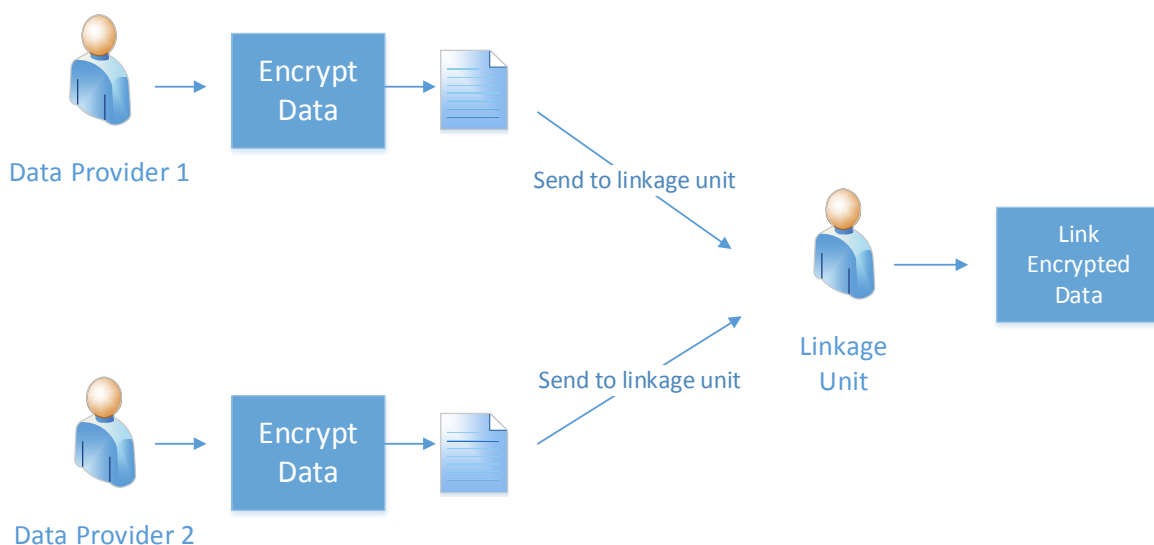 Encrypt
Data
Data Provider 1
Send to linkage unit
Link
Encrypted
Data
Linkage
Unit
Send to linkage unit
Encrypt
Data
Data Provider 2